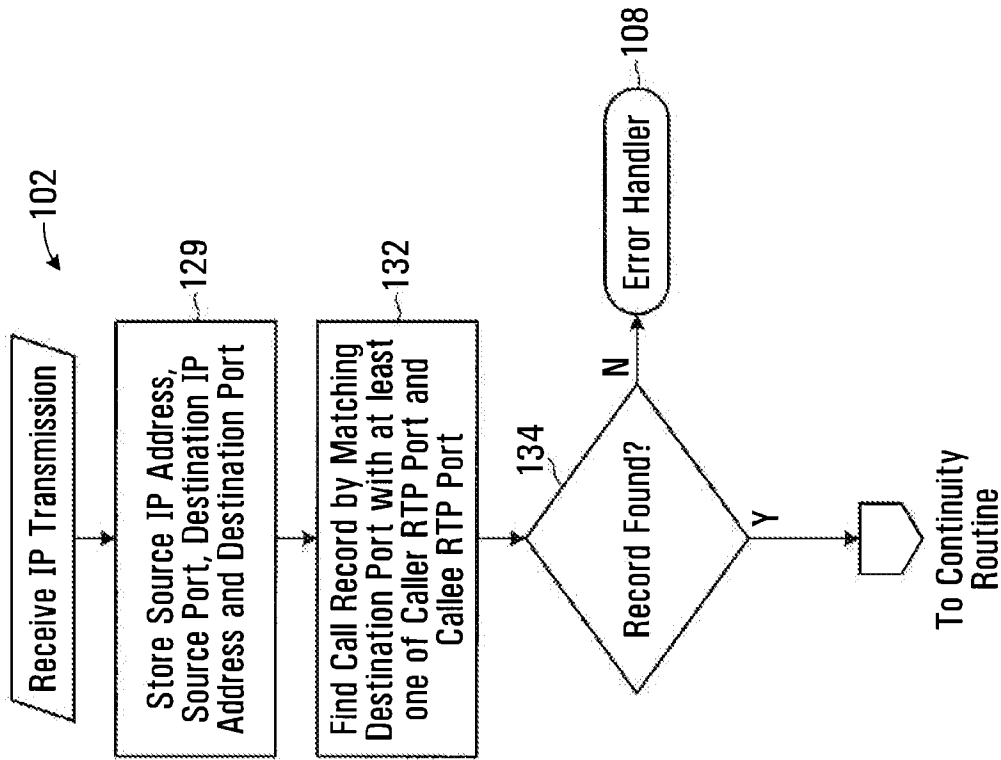 102
Receive IP Transmission
129
Store Source IP Address,
Source Port, Destination IP
Address and Destination Port
132
Find Call Record by Matching
Destination Port with at least
one of Caller RTP Port and
Callee RTP Port
134
Record Found?
N
Error Handler
108
Y
To Continuity
Routine